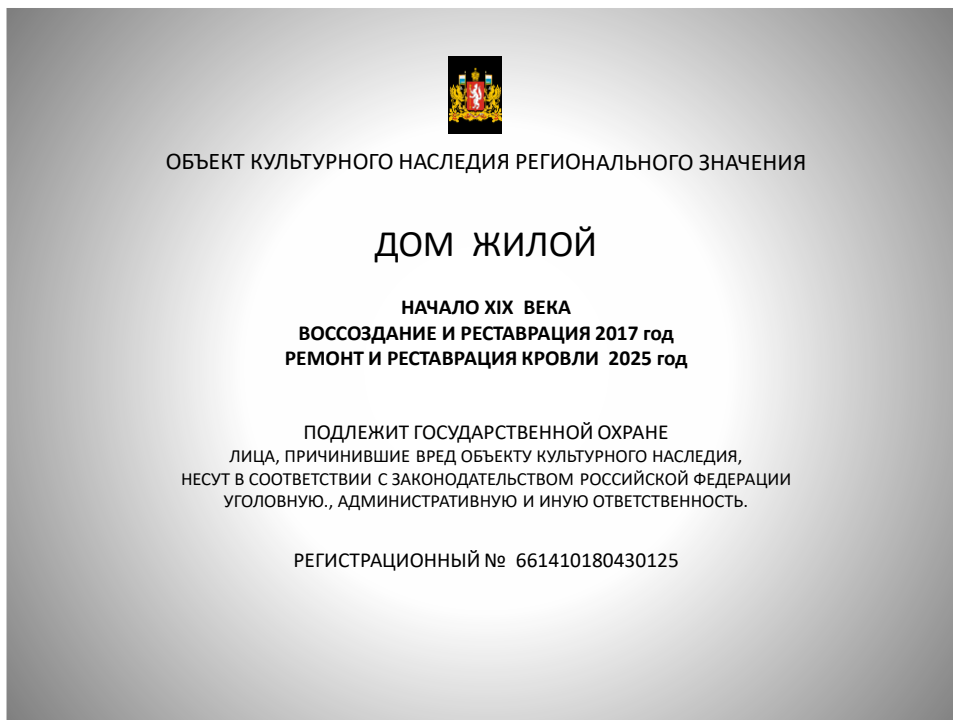 ОБЪЕКТ КУЛЬТУРНОГО НАСЛЕДИЯ РЕГИОНАЛЬНОГО ЗНАЧЕНИЯ
ДОМ ЖИЛОЙ
НАЧАЛО XIX ВЕКА
ВОССОЗДАНИЕ И РЕСТАВРАЦИЯ 2017 год
РЕМОНТ И РЕСТАВРАЦИЯ КРОВЛИ 2025 год
ПОДЛЕЖИТ ГОСУДАРСТВЕННОЙ ОХРАНЕ
ЛИЦА, ПРИЧИНИВШИЕ ВРЕД ОБЪЕКТУ КУЛЬТУРНОГО НАСЛЕДИЯ,
НЕСУТ В СООТВЕТСТВИИ С ЗАКОНОДАТЕЛЬСТВОМ РОССИЙСКОЙ ФЕДЕРАЦИИ
УГОЛОВНУЮ., АДМИНИСТРАТИВНУЮ И ИНУЮ ОТВЕТСТВЕННОСТЬ.
РЕГИСТРАЦИОННЫЙ № 661410180430125